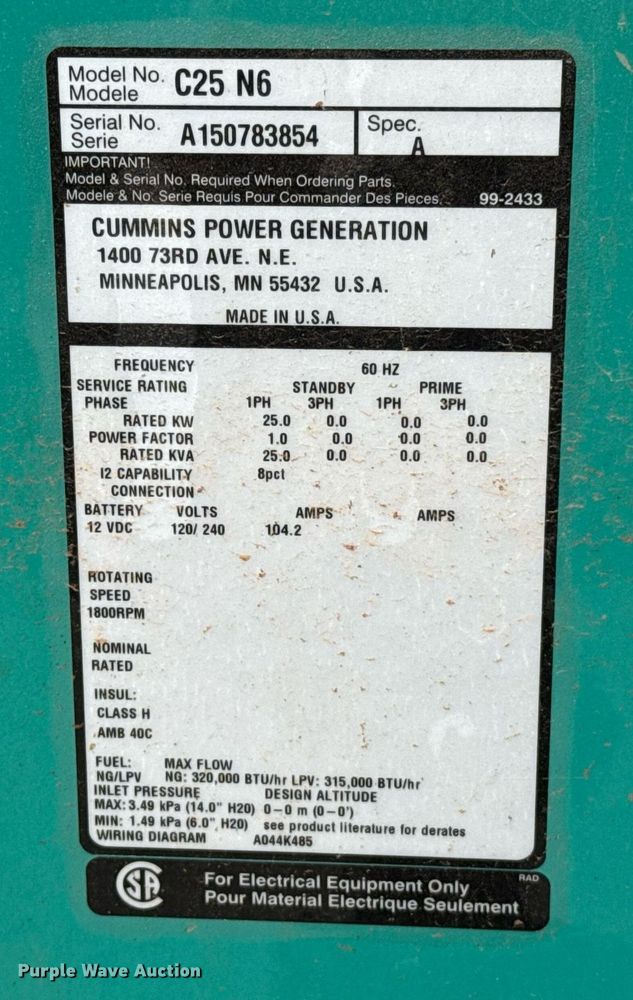 Model No. C25 N6
Modele
Serial No. A150783854 Spec. A
Serie
IMPORTANT!
Model & Serial No. Required When Ordering Parts.
Modele & No. Serie Requis Pour Commander Des Pieces. 99-2433
CUMMINS POWER GENERATION
1400 73RD AVE. N.E.
MINNEAPOLIS, MN 55432 U.S.A.
MADE IN U.S.A.
FREQUENCY 60 HZ
SERVICE RATING STANDBY PRIME
PHASE 1PH 3PH 1PH 3PH
RATED KW 25.0 0.0 0.0 0.0
POWER FACTOR 1.0 0.0 0.0 0.0
RATED KVA 25.0 0.0 0.0 0.0
I2 CAPABILITY 8pct
CONNECTION
BATTERY VOLTS AMPS AMPS
12 VDC 120/ 240 104.2
ROTATING
SPEED
1800RPM
NOMINAL
RATED
INSUL:
CLASS H
AMB 40C
FUEL: MAX FLOW
NG/LPV NG: 320,000 BTU/hr LPV: 315,000 BTU/hr
INLET PRESSURE DESIGN ALTITUDE
MAX: 3.49 kPa (14.0" H20) 0-0 m (0-0')
MIN: 1.49 kPa (6.0" H20) see product literature for derates
WIRING DIAGRAM A044K485
CSA For Electrical Equipment Only RAD
Pour Material Electrique Seulement
Purple Wave Auction